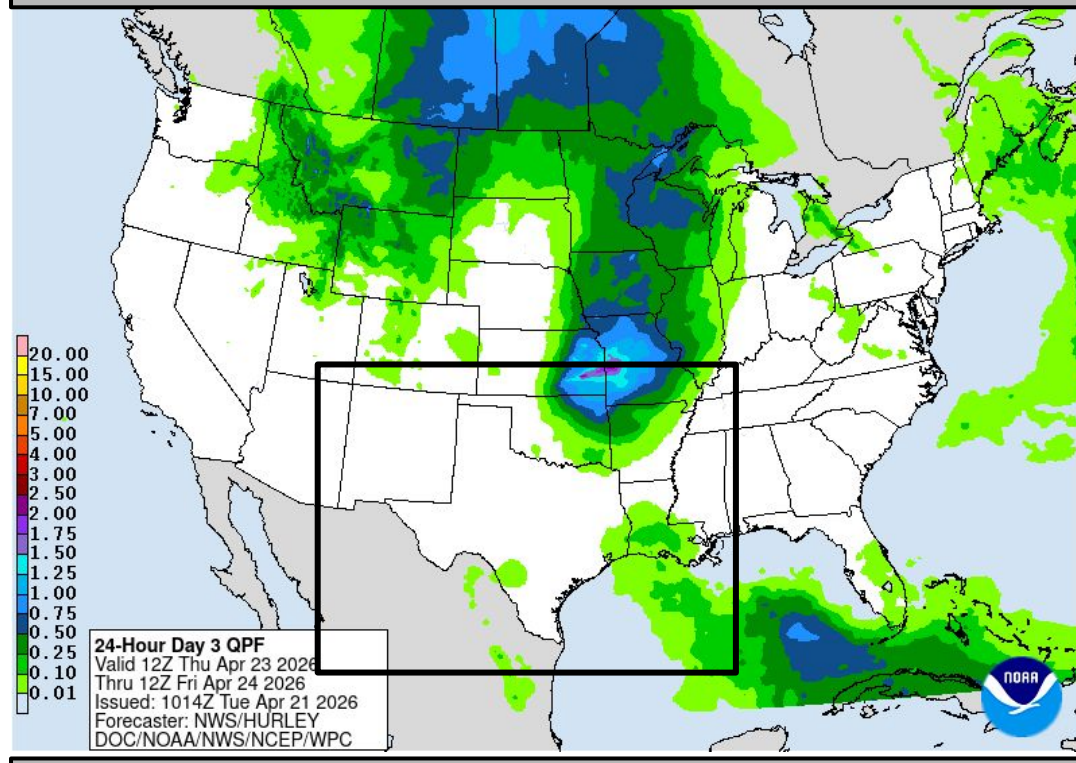 20.00
15.00
10.00
7.00
5.00
4.00
3.00
2.50
2.00
1.75
1.50
1.25
1.00
0.75
0.50
0.25
0.10
0.01
24-Hour Day 3 QPF
Valid 12Z Thu Apr 23 2026
Thru 12Z Fri Apr 24 2026
Issued: 1014Z Tue Apr 21 2026
Forecaster: NWS/HURLEY
DOC/NOAA/NWS/NCEP/WPC
NOAA